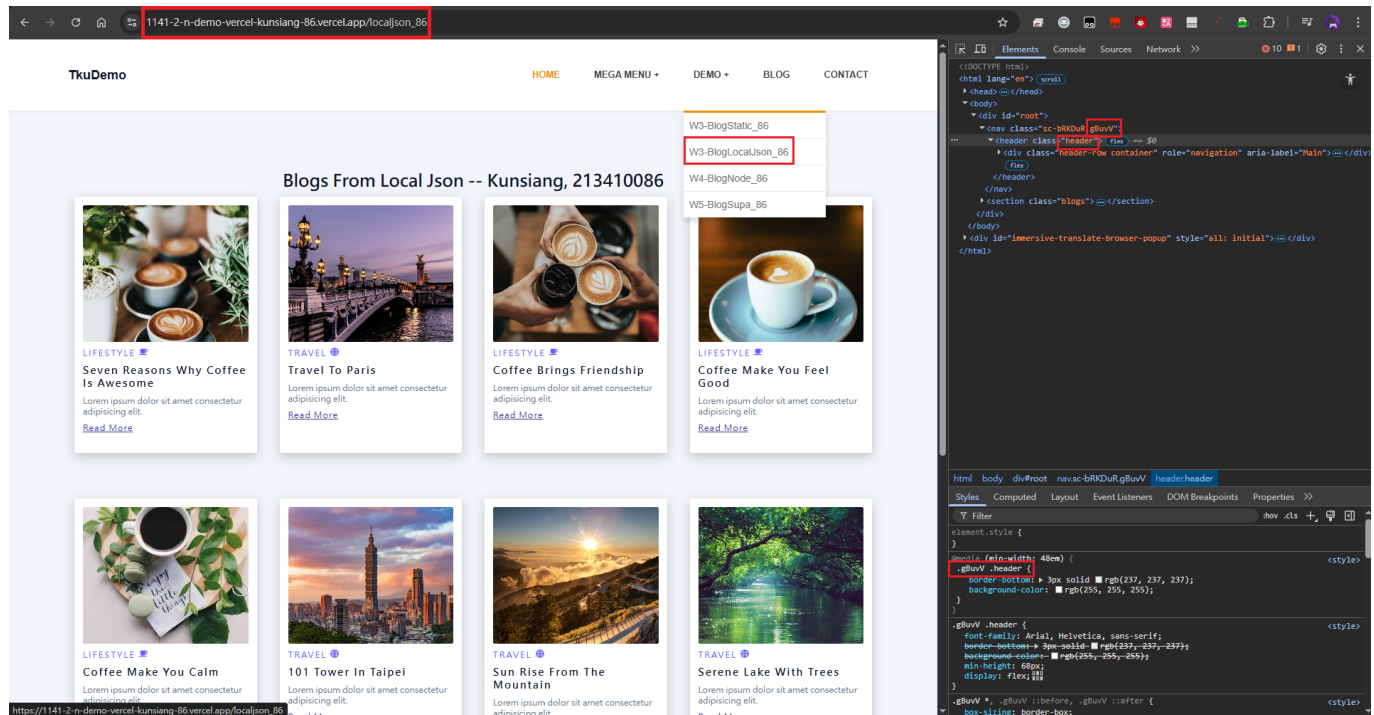 1141-2-n-demo-vercel-kunsiang-86.vercel.app/localjson_86
TkuDemo
HOME MEGA MENU + DEMO + BLOG CONTACT
W3-BlogStatic_86
W3-BlogLocalJson_86
W4-BlogNode_86
W5-BlogSupa_86
Blogs From Local Json -- Kunsiang, 213410086
LIFESTYLE
Seven Reasons Why Coffee
Is Awesome
Lorem ipsum dolor sit amet consectetur
adipisicing elit.
Read More
TRAVEL
Travel To Paris
Lorem ipsum dolor sit amet consectetur
adipisicing elit.
Read More
LIFESTYLE
Coffee Brings Friendship
Lorem ipsum dolor sit amet consectetur
adipisicing elit.
Read More
LIFESTYLE
Coffee Make You Feel
Good
Lorem ipsum dolor sit amet consectetur
adipisicing elit.
Read More
LIFESTYLE
Coffee Make You Calm
Lorem ipsum dolor sit amet consectetur
adipisicing elit.
TRAVEL
101 Tower In Taipei
Lorem ipsum dolor sit amet consectetur
adipisicing elit.
TRAVEL
Sun Rise From The
Mountain
Lorem ipsum dolor sit amet consectetur
adipisicing elit.
TRAVEL
Serene Lake With Trees
Lorem ipsum dolor sit amet consectetur
adipisicing elit.
https://1141-2-n-demo-vercel-kunsiang-86.vercel.app/localjson_86
Elements Console Sources Network 10 1
<!DOCTYPE html>
<html lang="en"> scroll
<head> </head>
<body>
<div id="root">
<nav class="sc-bRKDuR gBuvV">
<header class="header"> flex == $0
<div class="header-row container" role="navigation" aria-label="Main"> </div>
flex
</header>
</nav>
<section class="blogs"> </section>
</div>
</body>
<div id="immersive-translate-browser-popup" style="all: initial"> </div>
</html>
html body div#root nav.sc-bRKDuR.gBuvV header.header
Styles Computed Layout Event Listeners DOM Breakpoints Properties
Filter :hov .cls
element.style {
}
@media (min-width: 48em) { <style>
.gBuvV .header {
border-bottom: 3px solid rgb(237, 237, 237);
background-color: rgb(255, 255, 255);
}
}
.gBuvV .header { <style>
font-family: Arial, Helvetica, sans-serif;
border-bottom: 3px solid rgb(237, 237, 237);
background-color: rgb(255, 255, 255);
min-height: 68px;
display: flex;
}
.gBuvV *, .gBuvV ::before, .gBuvV ::after { <style>
box-sizing: border-box;